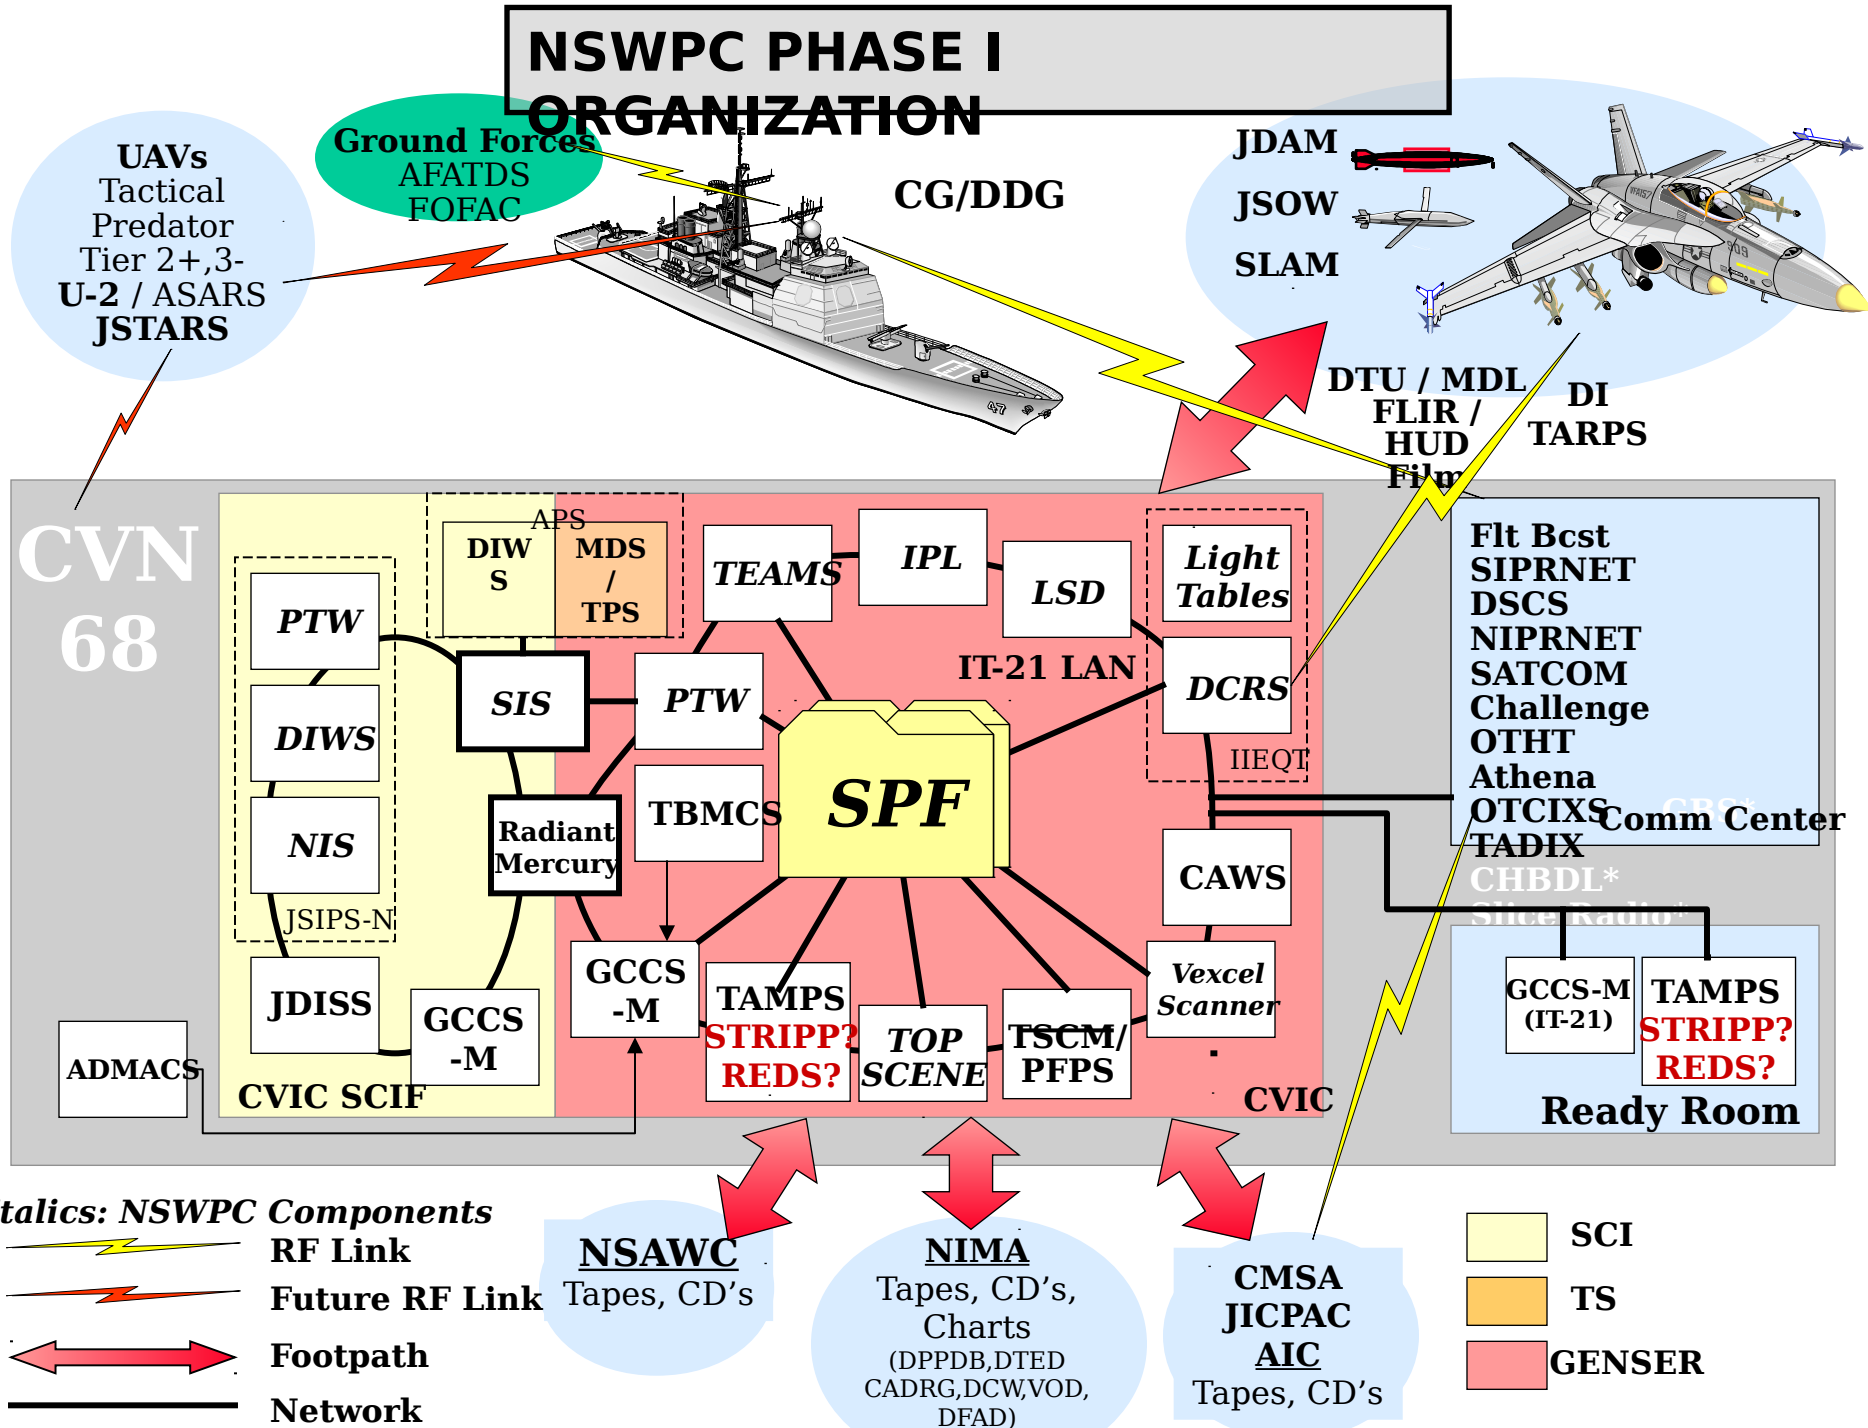 NSWPC PHASE I
ORGANIZATION
UAVs
Tactical
Predator
Tier 2+,3-
U-2 / ASARS
JSTARS
Ground Forces
AFATDS
FOFAC
CG/DDG
47
JDAM
JSOW
SLAM
DTU / MDL
FLIR /
HUD
Film
DI
TARPS
CVN
68
APS
DIW
S
MDS
/
TPS
PTW
DIWS
NIS
JSIPS-N
JDISS
GCCS
-M
CVIC SCIF
ADMACS
SIS
Radiant
Mercury
TEAMS
IPL
LSD
Light
Tables
IT-21 LAN
PTW
DCRS
IIEQT
TBMCS
SPF
CAWS
GCCS
-M
TAMPS
STRIPP?
REDS?
TOP
SCENE
TSCM/
PFPS
Vexcel
Scanner
CVIC
Flt Bcst
SIPRNET
DSCS
NIPRNET
SATCOM
Challenge
OTHT
Athena
OTCIXS
GBS*
Comm Center
TADIX
CHBDL*
Slice Radio*
GCCS-M
(IT-21)
TAMPS
STRIPP?
REDS?
Ready Room
talics: NSWPC Components
RF Link
Future RF Link
Footpath
Network
NSAWC
Tapes, CD’s
NIMA
Tapes, CD’s,
Charts
(DPPDB,DTED
CADRG,DCW,VOD,
DFAD)
CMSA
JICPAC
AIC
Tapes, CD’s
SCI
TS
GENSER